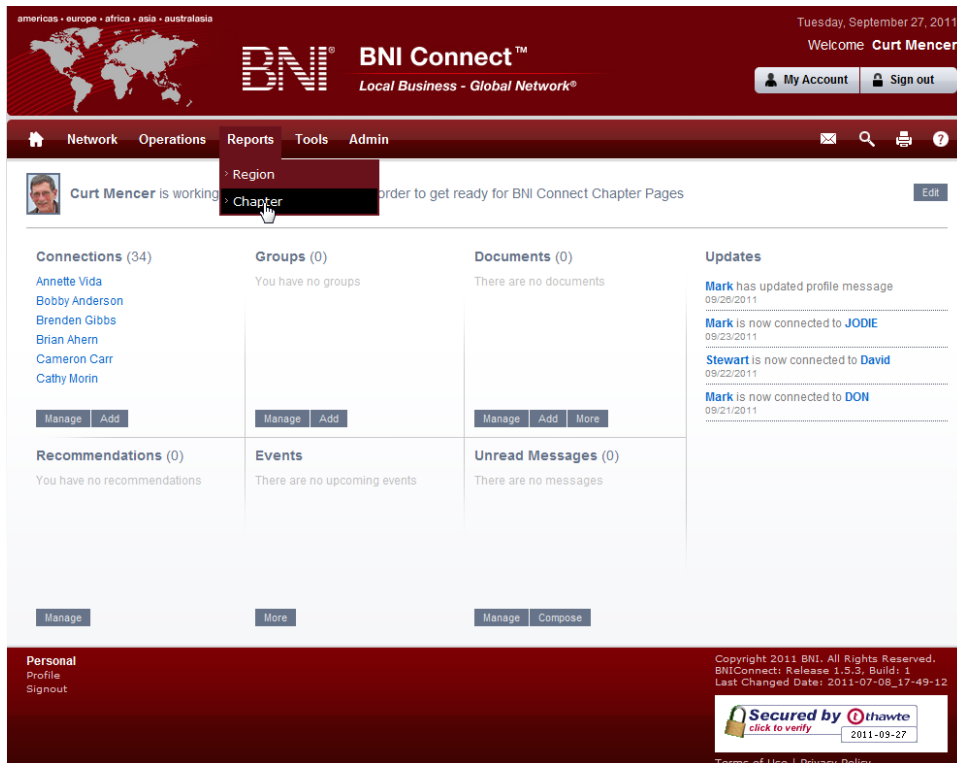 americas • europe • africa • asia • australasia
BNI®
BNI Connect™
Local Business - Global Network®
Tuesday, September 27, 2011
Welcome Curt Mencer
My Account
Sign out
Network
Operations
Reports
Tools
Admin
?
› Region
› Chapter
Curt Mencer is working
order to get ready for BNI Connect Chapter Pages
Edit
Connections (34)
Annette Vida
Bobby Anderson
Brenden Gibbs
Brian Ahern
Cameron Carr
Cathy Morin
Manage
Add
Groups (0)
You have no groups
Manage
Add
Documents (0)
There are no documents
Manage
Add
More
Updates
Mark has updated profile message
09/26/2011
Mark is now connected to JODIE
09/23/2011
Stewart is now connected to David
09/22/2011
Mark is now connected to DON
09/21/2011
Recommendations (0)
You have no recommendations
Manage
Events
There are no upcoming events
More
Unread Messages (0)
There are no messages
Manage
Compose
Personal
Profile
Signout
Copyright 2011 BNI. All Rights Reserved.
BNIConnect: Release 1.5.3, Build: 1
Last Changed Date: 2011-07-08_17-49-12
Secured by thawte
click to verify
2011-09-27
Terms of Use | Privacy Policy